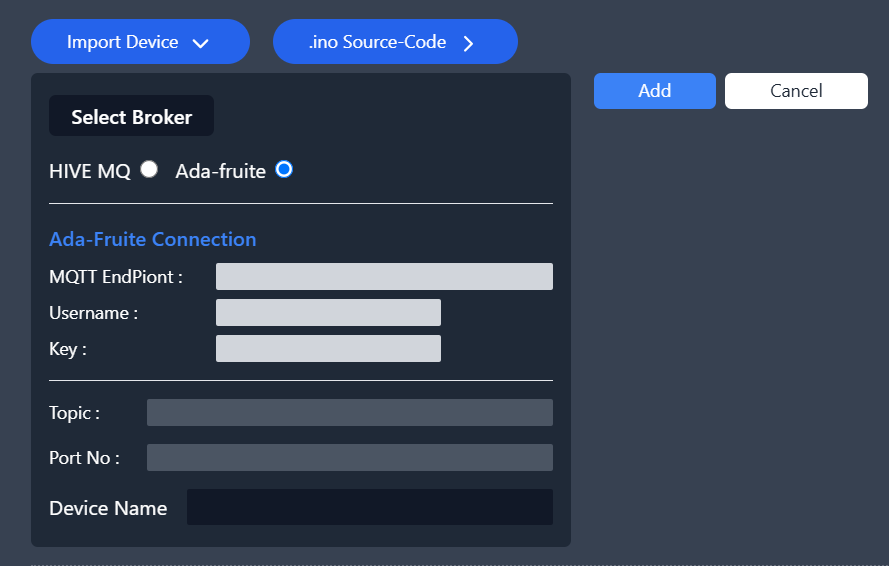 Import Device
.ino Source-Code
Add
Cancel
Select Broker
HIVE MQ Ada-fruite
Ada-Fruite Connection
MQTT EndPiont :
Username :
Key :
Topic :
Port No :
Device Name